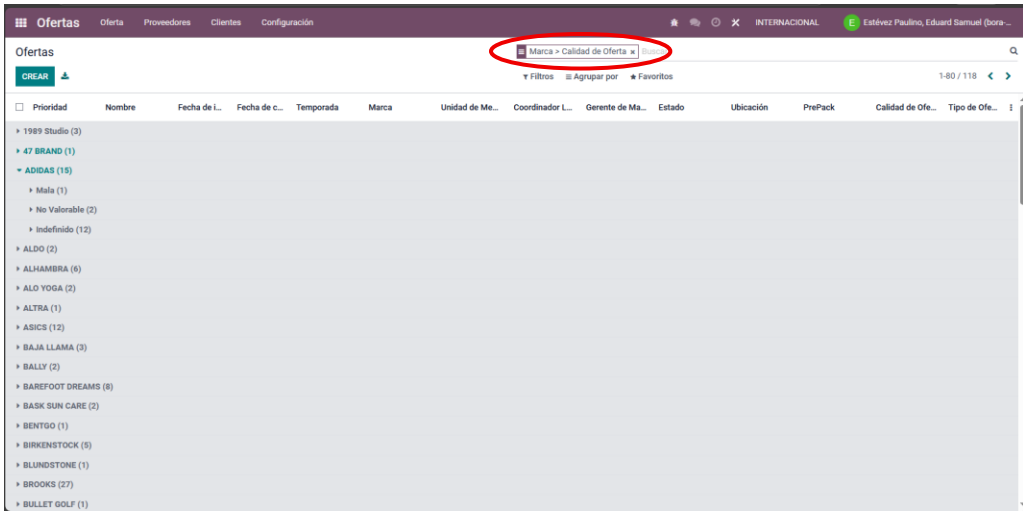 Ofertas Oferta Proveedores Clientes Configuración INTERNACIONAL E Estévez Paulino, Eduard Samuel (bora-...
Ofertas Marca > Calidad de Oferta × Busca
CREAR Filtros Agrupar por Favoritos 1-80 / 118
Prioridad Nombre Fecha de i... Fecha de c... Temporada Marca Unidad de Me... Coordinador L... Gerente de Ma... Estado Ubicación PrePack Calidad de Ofe... Tipo de Ofe...
1989 Studio (3)
47 BRAND (1)
ADIDAS (15)
Mala (1)
No Valorable (2)
Indefinido (12)
ALDO (2)
ALHAMBRA (6)
ALO YOGA (2)
ALTRA (1)
ASICS (12)
BAJA LLAMA (3)
BALLY (2)
BAREFOOT DREAMS (8)
BASK SUN CARE (2)
BENTGO (1)
BIRKENSTOCK (5)
BLUNDSTONE (1)
BROOKS (27)
BULLET GOLF (1)